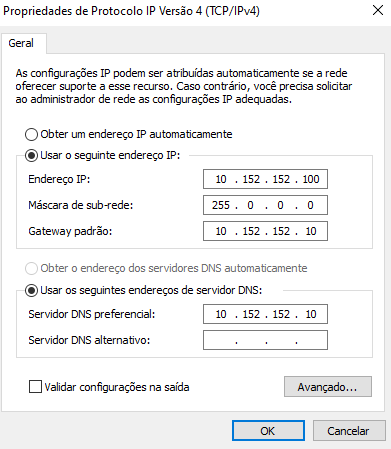 Propriedades de Protocolo IP Versão 4 (TCP/IPv4)
Geral
As configurações IP podem ser atribuídas automaticamente se a rede
oferecer suporte a esse recurso. Caso contrário, você precisa solicitar
ao administrador de rede as configurações IP adequadas.
Obter um endereço IP automaticamente
Usar o seguinte endereço IP:
Endereço IP: 10 . 152 . 152 . 100
Máscara de sub-rede: 255 . 0 . 0 . 0
Gateway padrão: 10 . 152 . 152 . 10
Obter o endereço dos servidores DNS automaticamente
Usar os seguintes endereços de servidor DNS:
Servidor DNS preferencial: 10 . 152 . 152 . 10
Servidor DNS alternativo: . . .
Validar configurações na saída
Avançado...
OK Cancelar